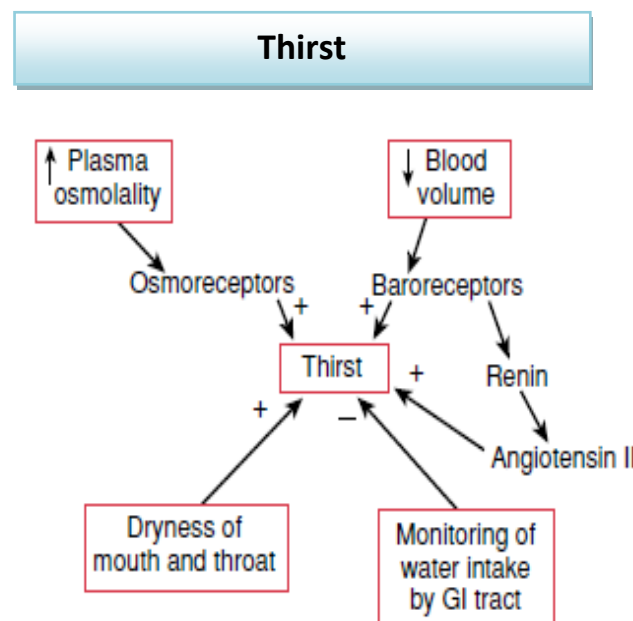 Thirst
↑ Plasma
osmolality
↓ Blood
volume
Osmoreceptors
Baroreceptors
+
+
Thirst
+
Renin
+
–
Angiotensin II
Dryness of
mouth and throat
Monitoring of
water intake
by GI tract